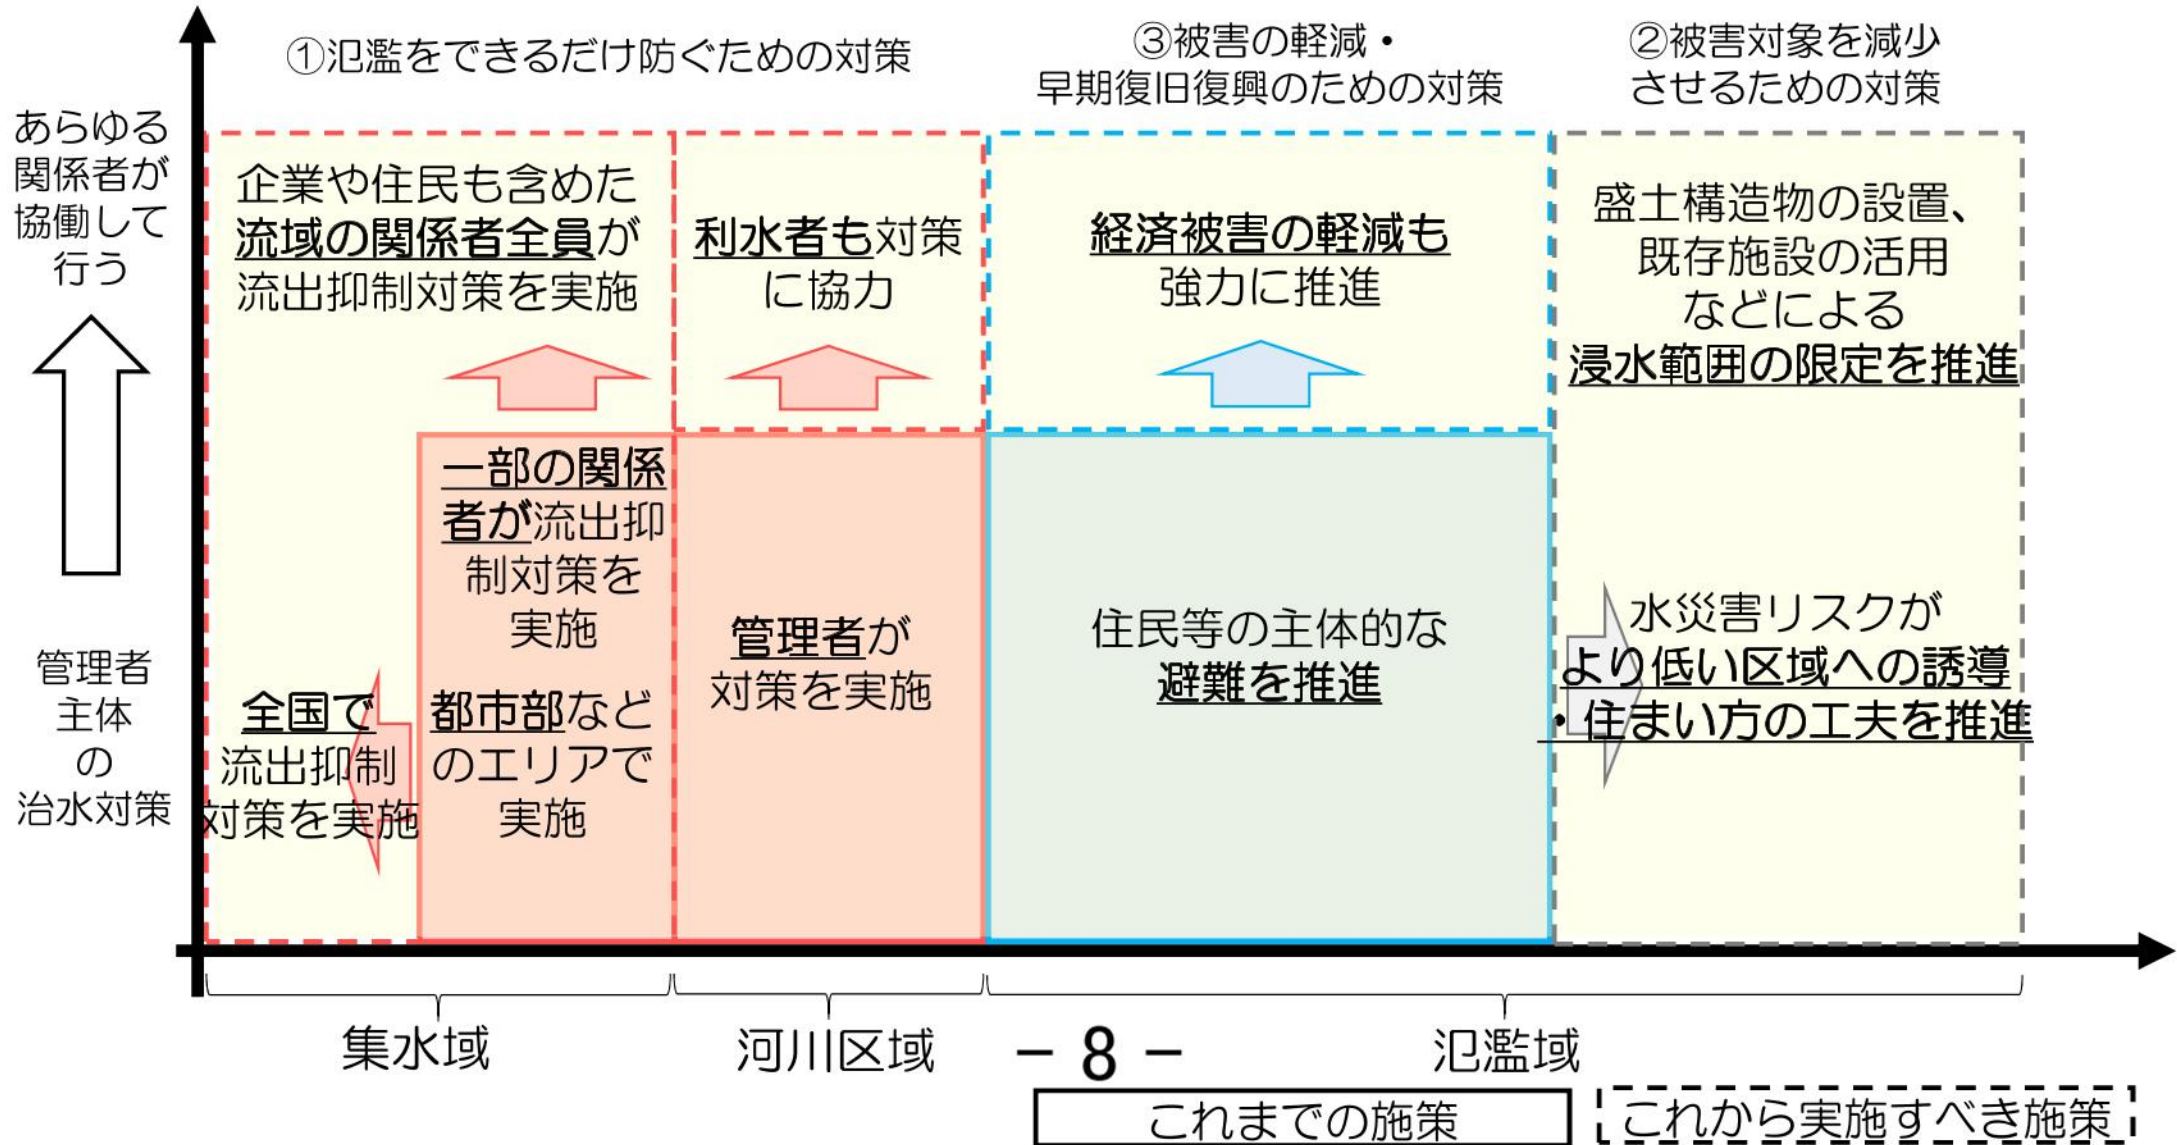 ①氾濫をできるだけ防ぐための対策
③被害の軽減・
早期復旧復興のための対策
②被害対象を減少
させるための対策
あらゆる
関係者が
協働して
行う
管理者
主体
の
治水対策
企業や住民も含めた
流域の関係者全員が
流出抑制対策を実施
利水者も対策
に協力
経済被害の軽減も
強力に推進
盛土構造物の設置、
既存施設の活用
などによる
浸水範囲の限定を推進
全国で
流出抑制
対策を実施
一部の関係
者が流出抑
制対策を
実施
都市部など
のエリアで
実施
管理者が
対策を実施
住民等の主体的な
避難を推進
水災害リスクが
より低い区域への誘導
・住まい方の工夫を推進
集水域
河川区域
氾濫域
- 8 -
これまでの施策
これから実施すべき施策